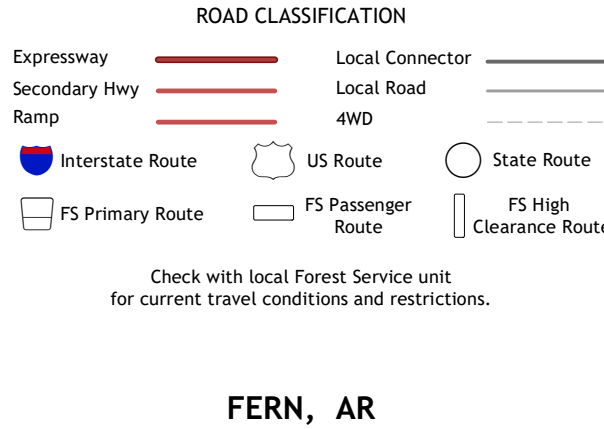 ROAD CLASSIFICATION
Expressway
Local Connector
Secondary Hwy
Local Road
Ramp
4WD
Interstate Route
US Route
State Route
FS Primary Route
FS Passenger
Route
FS High
Clearance Route
Check with local Forest Service unit
for current travel conditions and restrictions.
FERN, AR